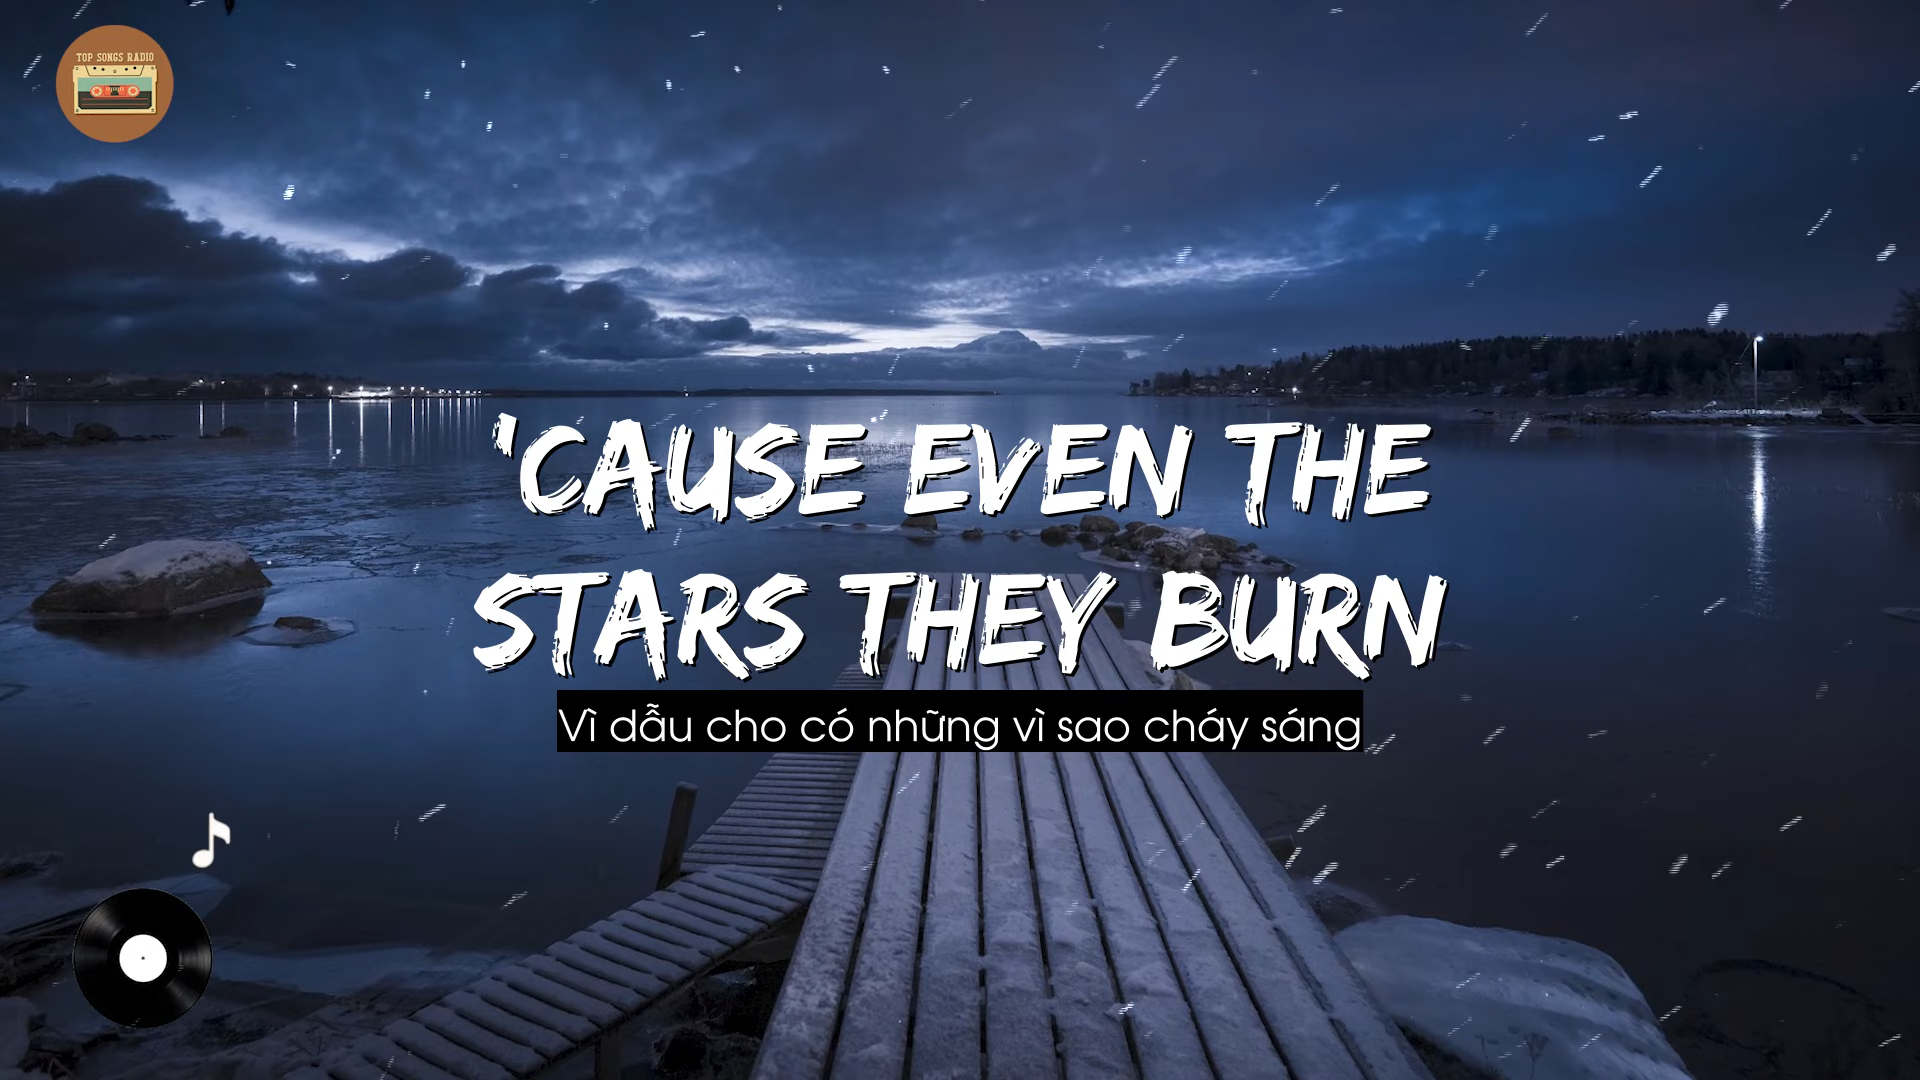 TOP SONGS RADIO
'CAUSE EVEN THE
STARS THEY BURN
Vì dẫu cho có những vì sao cháy sáng